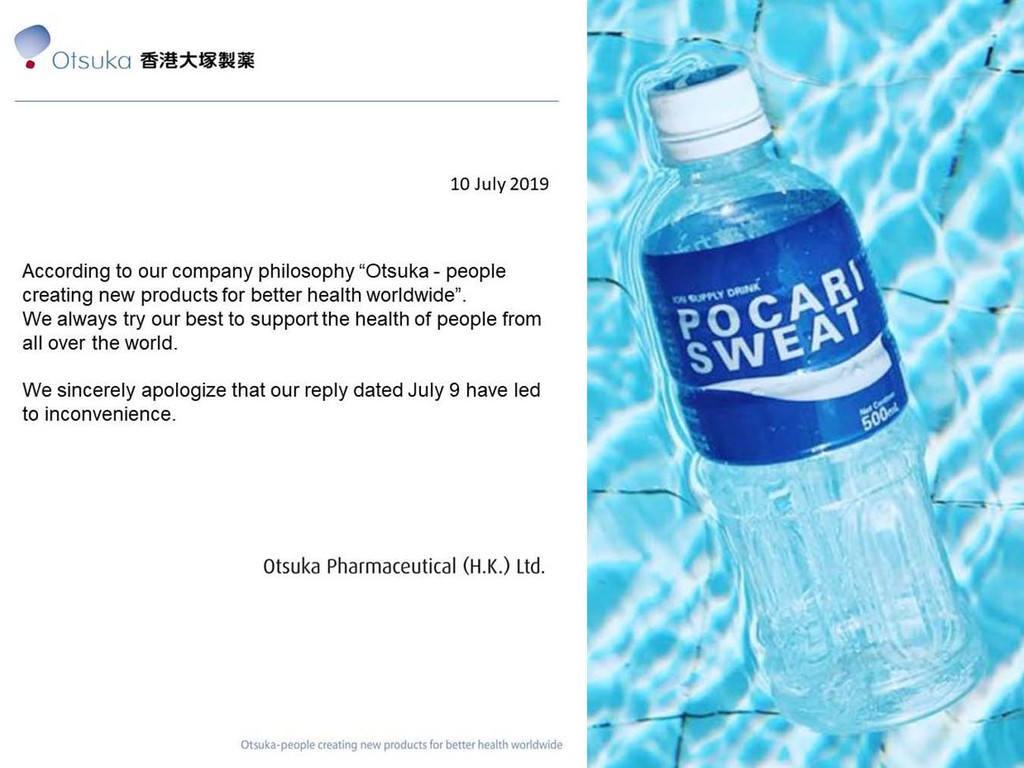 Otsuka 香港大塚製薬
10 July 2019
According to our company philosophy “Otsuka - people
creating new products for better health worldwide”.
We always try our best to support the health of people from
all over the world.
We sincerely apologize that our reply dated July 9 have led
to inconvenience.
Otsuka Pharmaceutical (H.K.) Ltd.
Otsuka-people creating new products for better health worldwide
ION SUPPLY DRINK
POCARI
SWEAT
Net Content
500mL